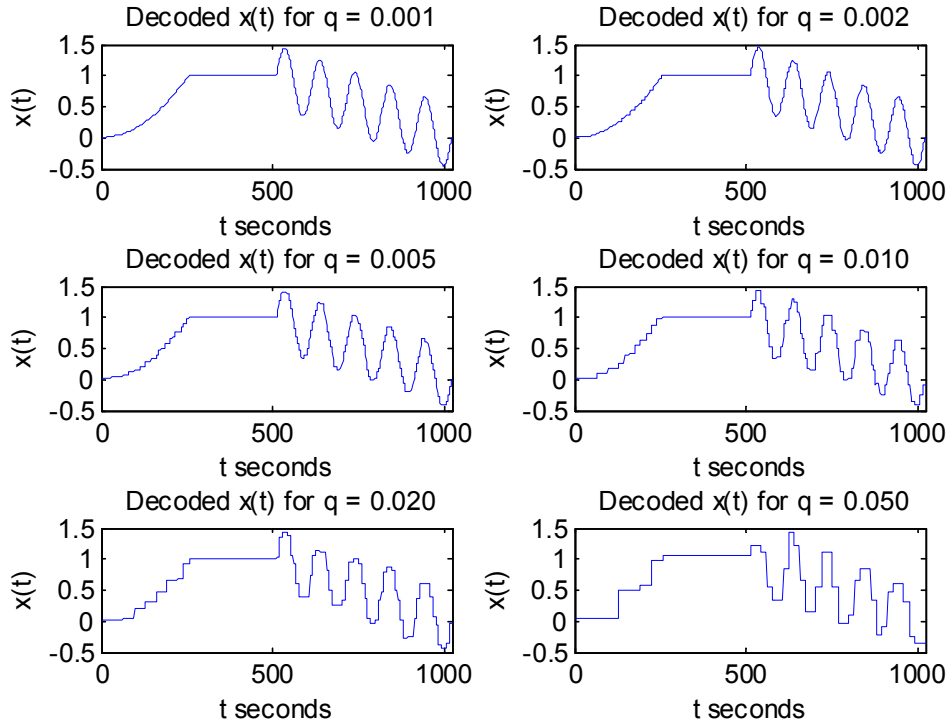 Decoded x(t) for q = 0.001
1.5
1
0.5
0
-0.5
x(t)
0 500 1000
t seconds
Decoded x(t) for q = 0.002
1.5
1
0.5
0
-0.5
x(t)
0 500 1000
t seconds
Decoded x(t) for q = 0.005
1.5
1
0.5
0
-0.5
x(t)
0 500 1000
t seconds
Decoded x(t) for q = 0.010
1.5
1
0.5
0
-0.5
x(t)
0 500 1000
t seconds
Decoded x(t) for q = 0.020
1.5
1
0.5
0
-0.5
x(t)
0 500 1000
t seconds
Decoded x(t) for q = 0.050
1.5
1
0.5
0
-0.5
x(t)
0 500 1000
t seconds